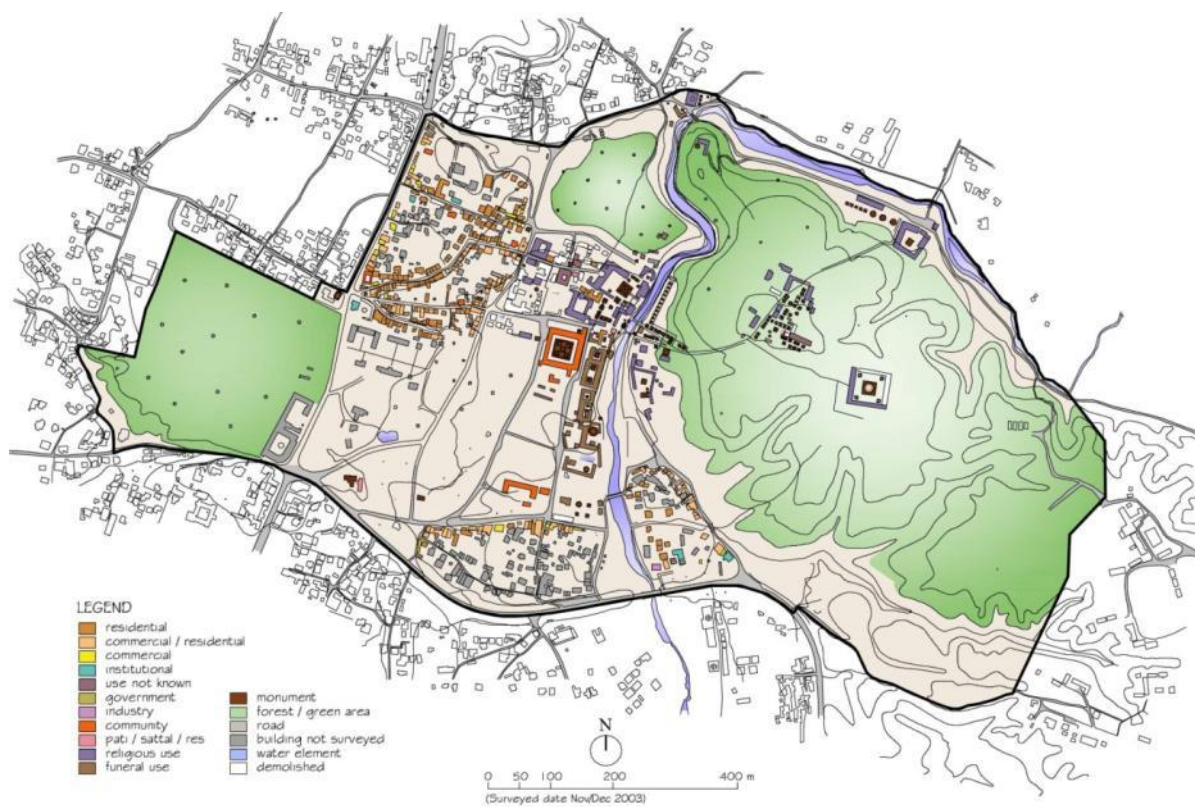 LEGEND
residential
commercial / residential
commercial
institutional
use not known
government
industry
community
pati / sattal / res
religious use
funeral use
monument
forest / green area
road
building not surveyed
water element
demolished
N
0 50 100 200 400 m
(Surveyed date Nov/Dec 2003)